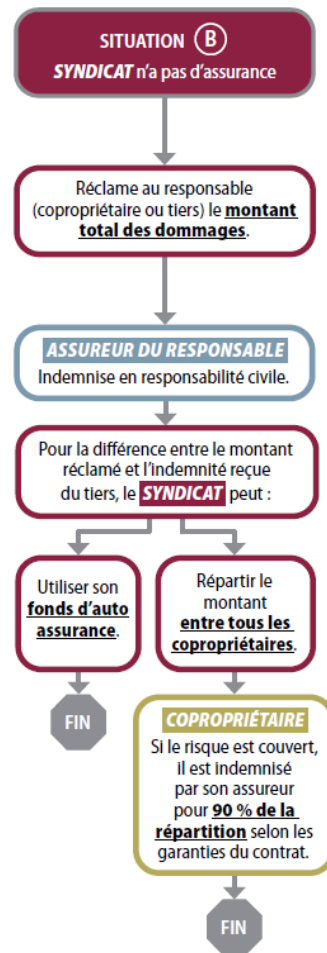 SITUATION B
SYNDICAT n'a pas d'assurance
Réclame au responsable
(copropriétaire ou tiers) le montant
total des dommages.
ASSUREUR DU RESPONSABLE
Indemnise en responsabilité civile.
Pour la différence entre le montant
réclamé et l'indemnité reçue
du tiers, le SYNDICAT peut :
Utiliser son
fonds d'auto
assurance.
FIN
Répartir le
montant
entre tous les
copropriétaires.
COPROPRIÉTAIRE
Si le risque est couvert,
il est indemnisé
par son assureur
pour 90 % de la
répartition selon les
garanties du contrat.
FIN